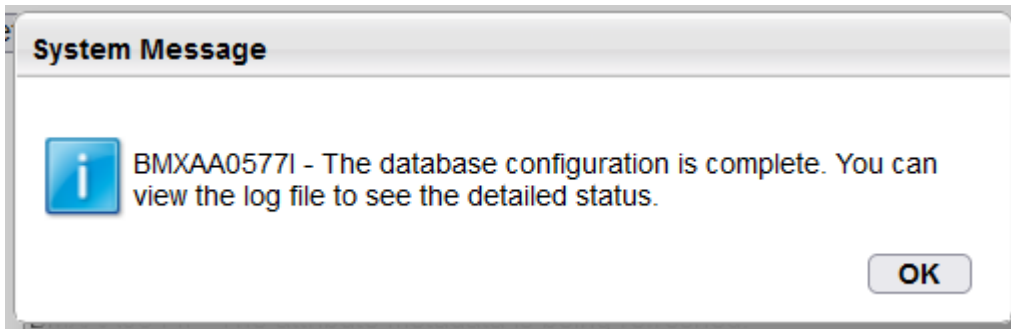 System Message
BMXAA0577I - The database configuration is complete. You can
view the log file to see the detailed status.
OK